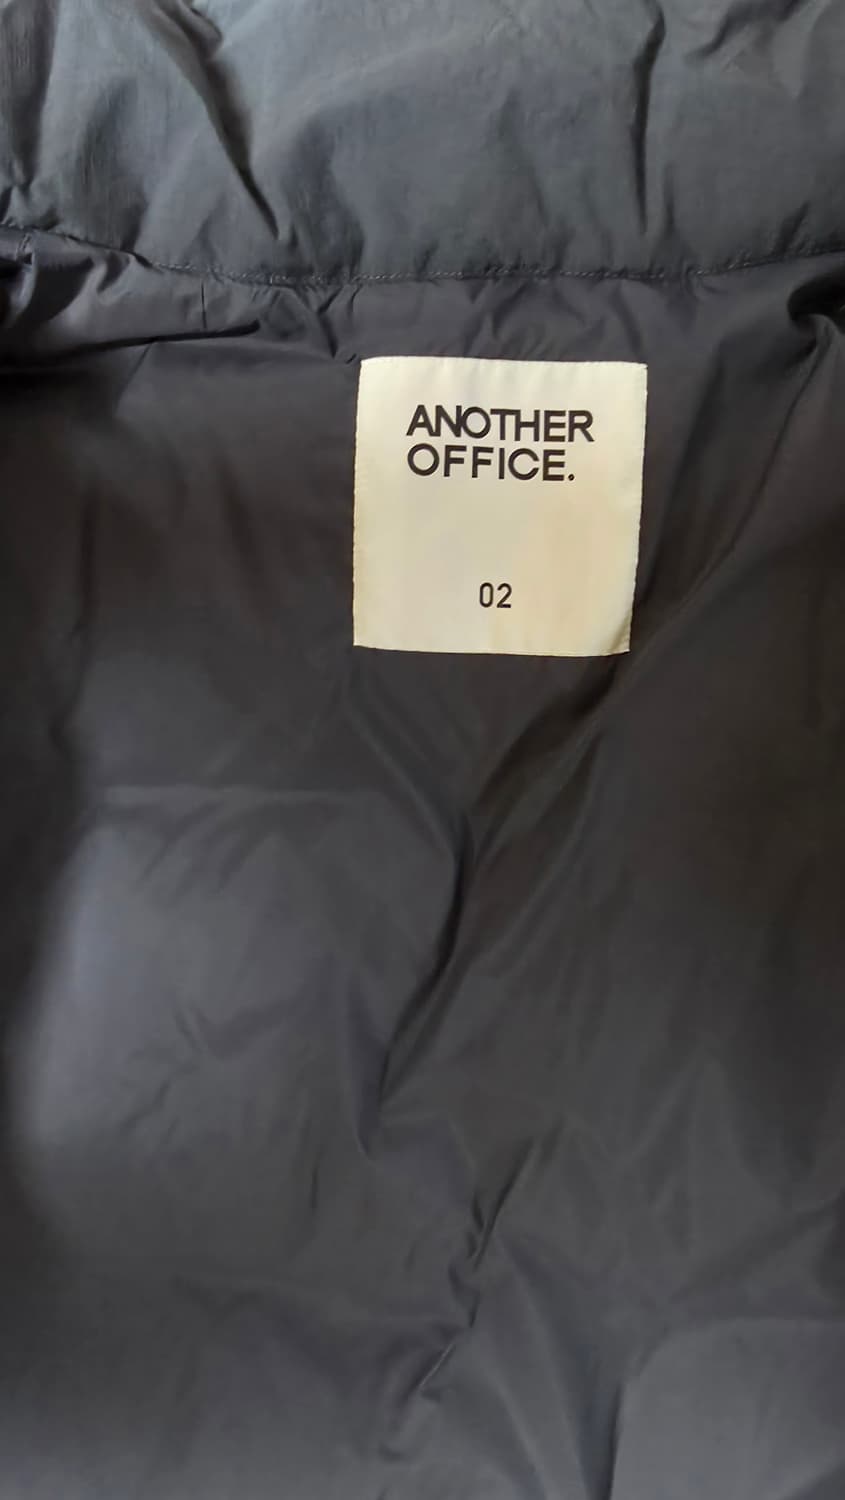 ANOTHER
OFFICE.
02